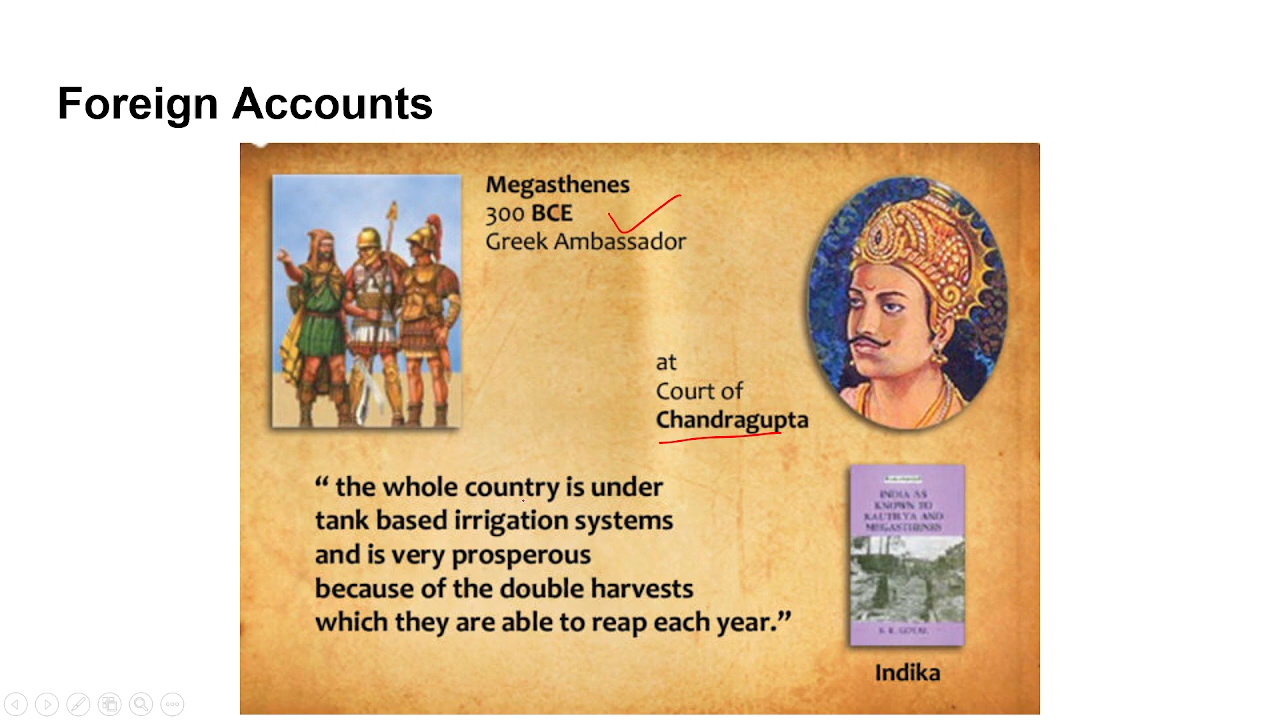 Foreign Accounts
Megasthenes
300 BCE
Greek Ambassador
at
Court of
Chandragupta
“ the whole country is under
tank based irrigation systems
and is very prosperous
because of the double harvests
which they are able to reap each year.”
INDIA AS
KNOWN TO
KAUTILYA AND
MEGASTHENES
S. R. GOYAL
Indika